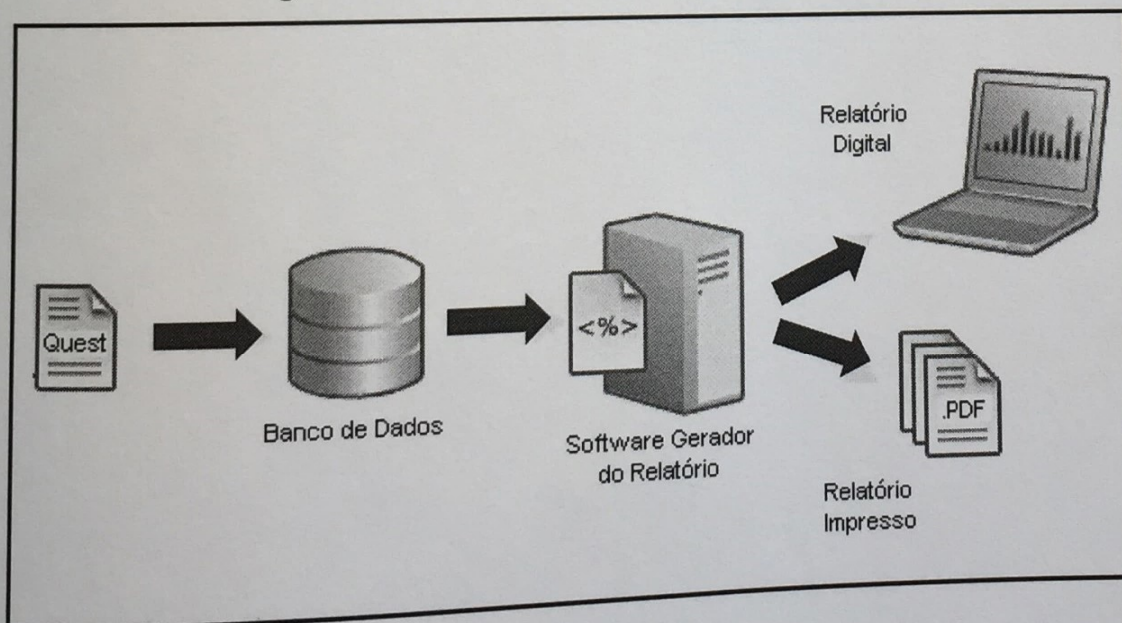 Quest
Banco de Dados
<%>
Software Gerador
do Relatório
Relatório
Digital
.PDF
Relatório
Impresso